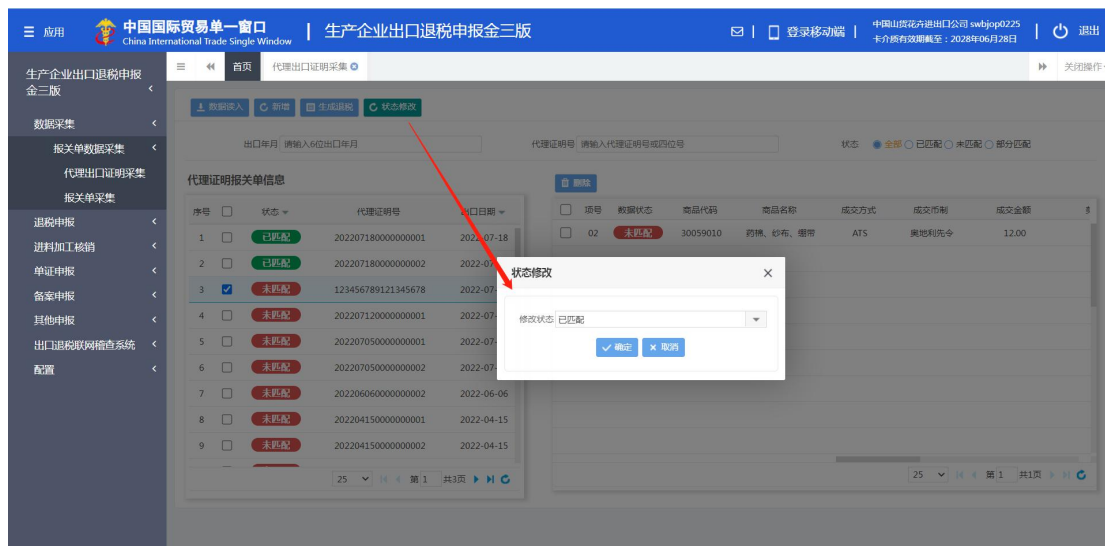 应用
中国国际贸易单一窗口
China International Trade Single Window
生产企业出口退税申报金三版
登录移动端
中国山货花卉进出口公司 swbjop0225
卡介质有效期截至：2028年06月28日
退出
生产企业出口退税申报金三版
首页
代理出口证明采集
关闭操作
数据采集
报关单数据采集
代理出口证明采集
报关单采集
退税申报
进料加工核销
单证申报
备案申报
其他申报
出口退税联网稽查系统
配置
数据读入 新增 生成退税 状态修改
出口年月 请输入6位出口年月
代理证明号 请输入代理证明号或四位号
状态 全部 已匹配 未匹配 部分匹配
代理证明报关单信息
序号 状态 代理证明号 出口日期
1 已匹配 202207180000000001 2022-07-18
2 已匹配 202207180000000002 2022-07
3 未匹配 123456789121345678 2022-07-
4 未匹配 202207120000000001 2022-07-
5 未匹配 202207050000000001 2022-07-
6 未匹配 202207050000000002 2022-07-
7 未匹配 202206060000000002 2022-06-06
8 未匹配 202204150000000001 2022-04-15
9 未匹配 202204150000000002 2022-04-15
25 第 1 共3页
删除
项号 数据状态 商品代码 商品名称 成交方式 成交币制 成交金额
02 未匹配 30059010 药棉、纱布、绷带 ATS 奥地利先令 12.00
25 第 1 共1页
状态修改
修改状态 已匹配
确定 取消